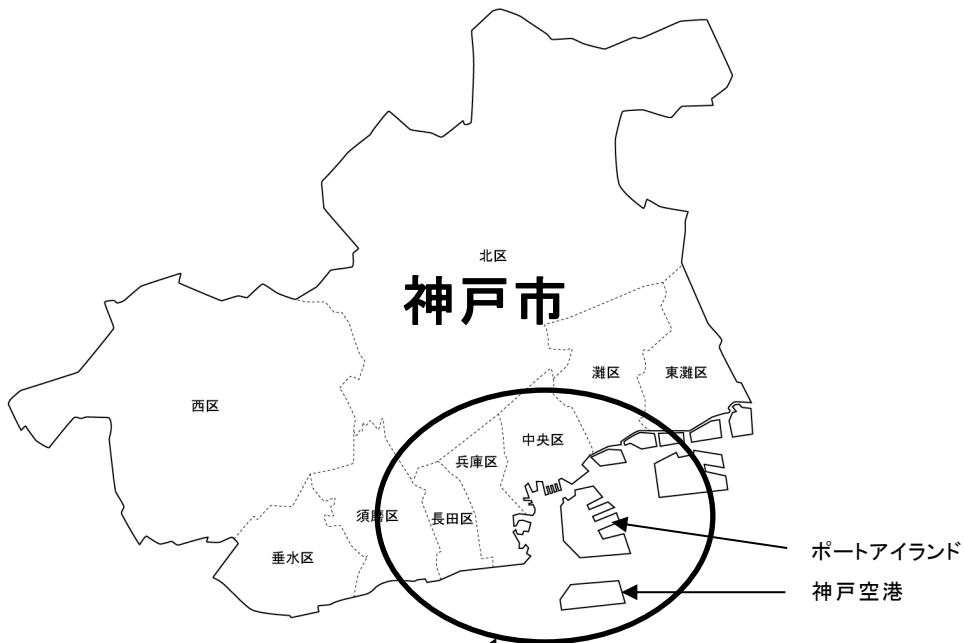 北区
神戸市
灘区
東灘区
西区
中央区
兵庫区
須磨区
長田区
垂水区
ポートアイランド
神戸空港